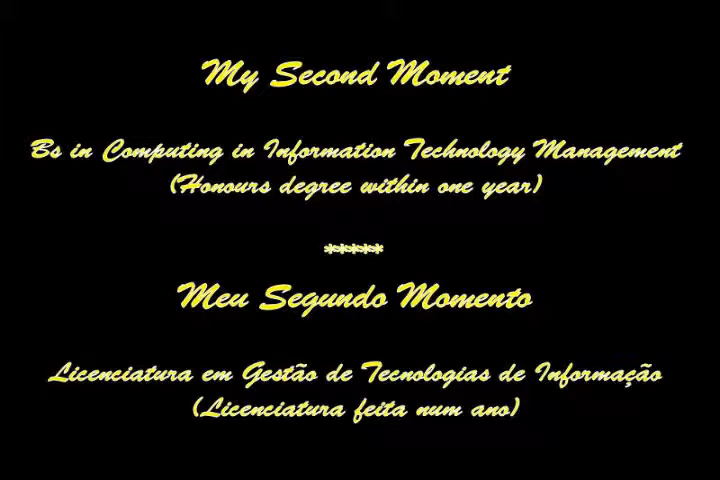 My Second Moment
Bs in Computing in Information Technology Management
(Honours degree within one year)
*****
Meu Segundo Momento
Licenciatura em Gestão de Tecnologias de Informação
(Licenciatura feita num ano)